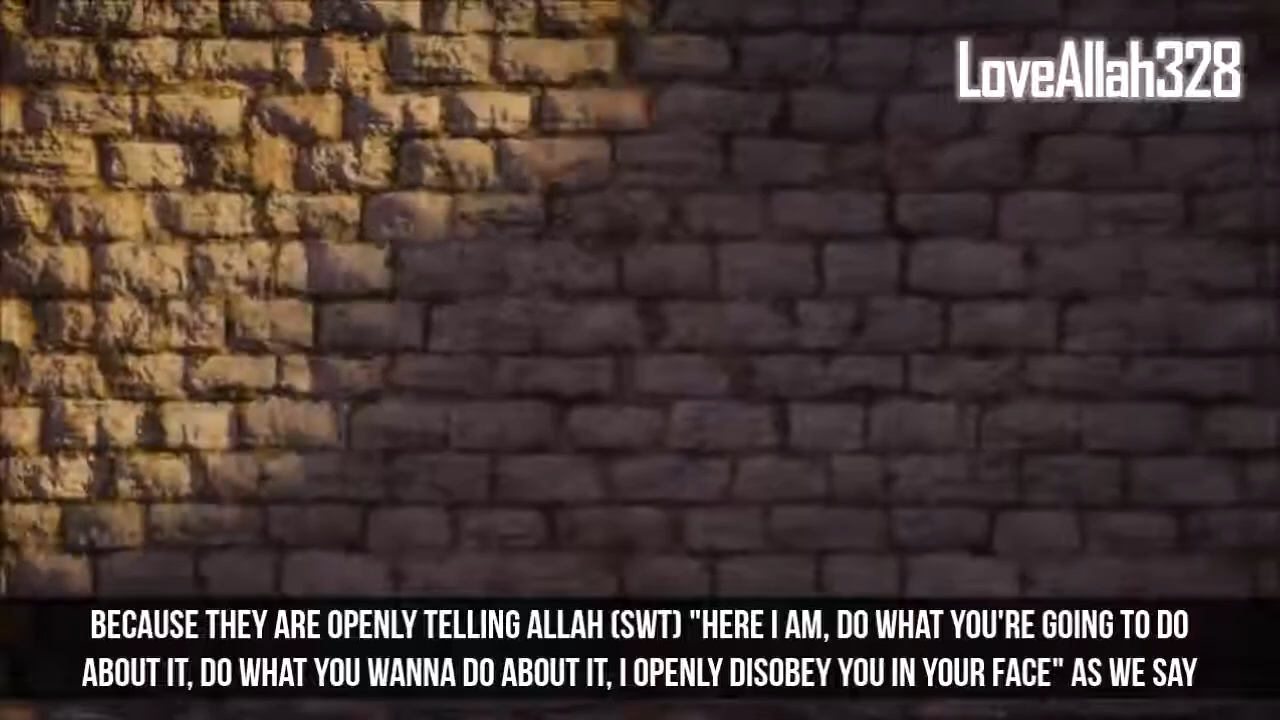 LoveAllah328
BECAUSE THEY ARE OPENLY TELLING ALLAH (SWT) "HERE I AM, DO WHAT YOU'RE GOING TO DO
ABOUT IT, DO WHAT YOU WANNA DO ABOUT IT, I OPENLY DISOBEY YOU IN YOUR FACE" AS WE SAY